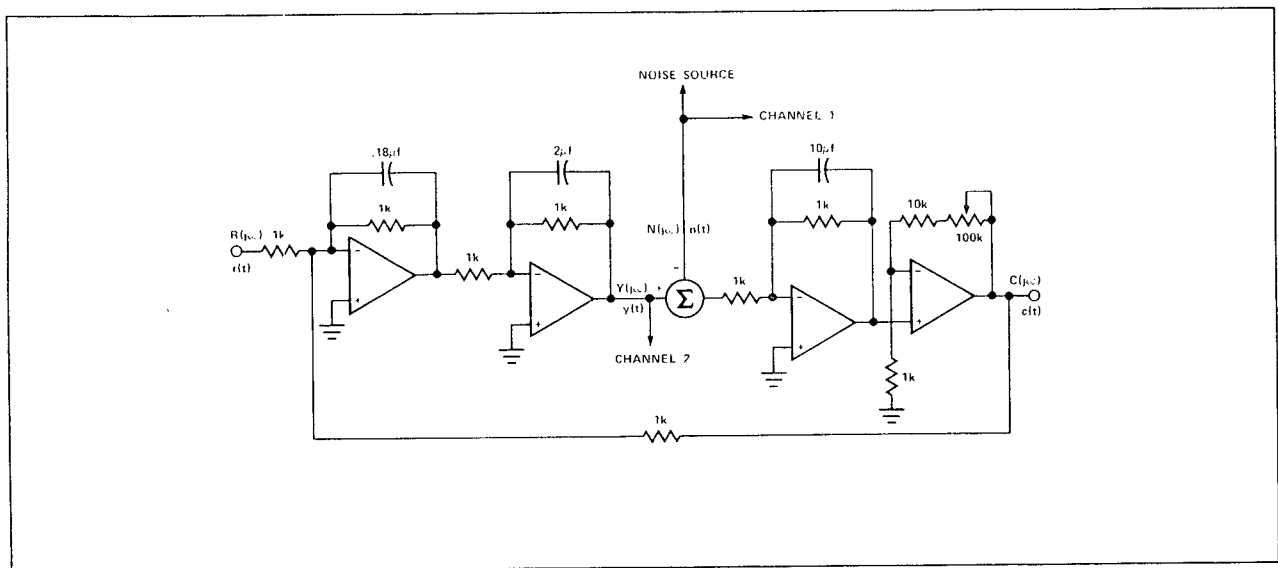 NOISE SOURCE
CHANNEL 1
.18µf
2µf
10µf
1k
1k
1k
10k
100k
R(jω)
1k
r(t)
N(jω) n(t)
1k
Y(jω)
y(t)
+
−
Σ
1k
C(jω)
c(t)
CHANNEL 2
1k
1k